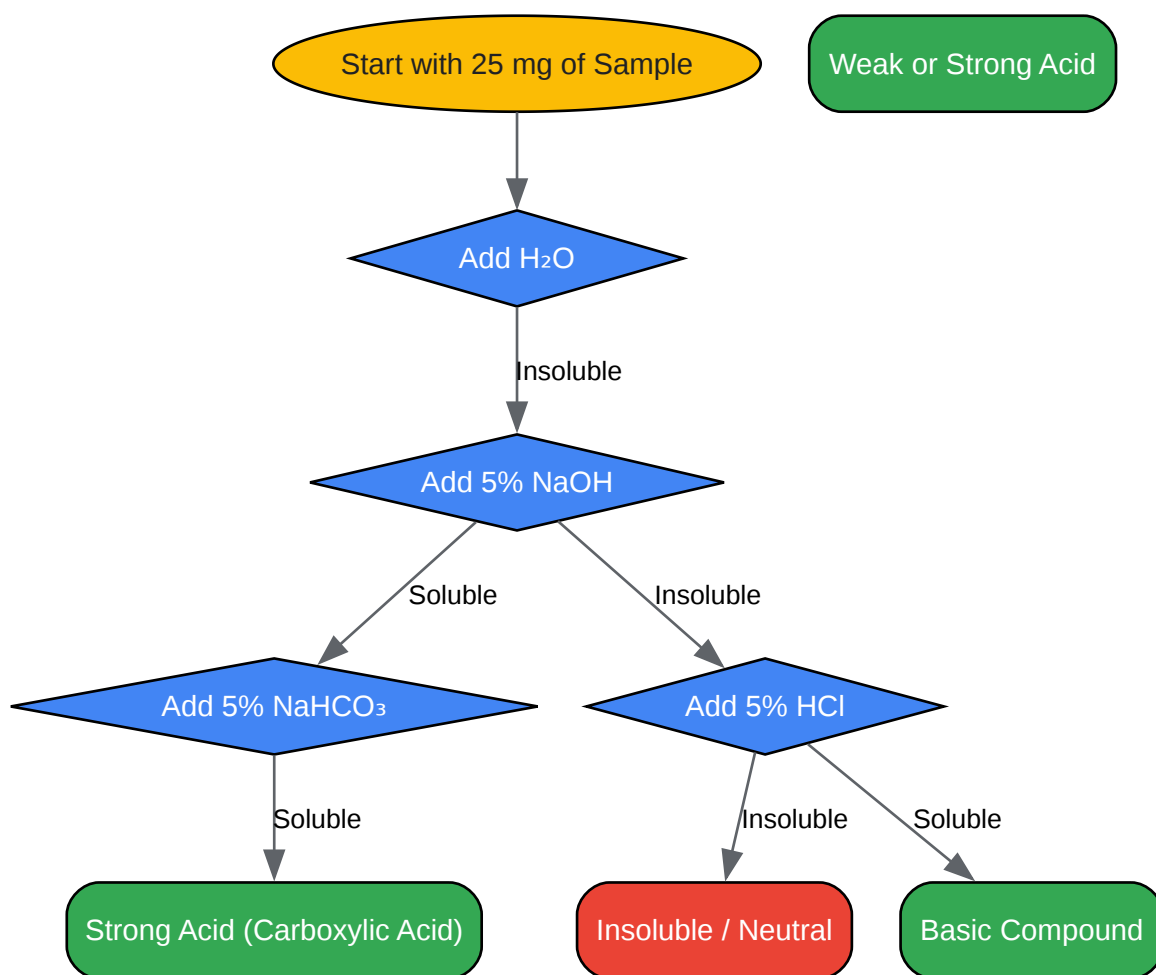 Start with 25 mg of Sample
Weak or Strong Acid
Add H₂O
Insoluble
Add 5% NaOH
Soluble
Insoluble
Add 5% NaHCO₃
Add 5% HCl
Soluble
Insoluble
Soluble
Strong Acid (Carboxylic Acid)
Insoluble / Neutral
Basic Compound